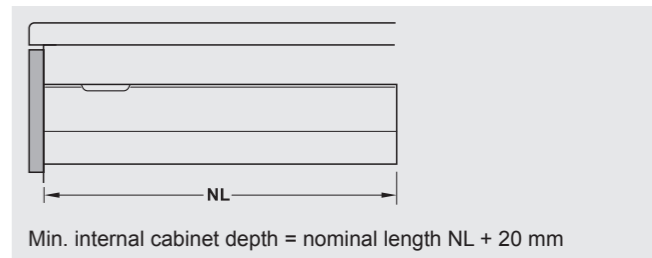 NL
Min. internal cabinet depth = nominal length NL + 20 mm